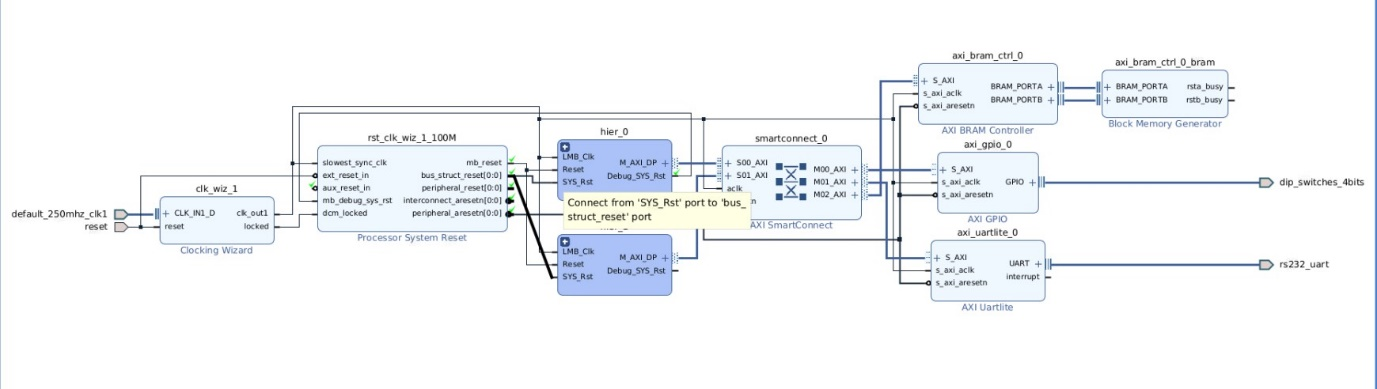 axi_bram_ctrl_0
S_AXI
s_axi_aclk
s_axi_aresetn
BRAM_PORTA
BRAM_PORTB
AXI BRAM Controller
axi_bram_ctrl_0_bram
BRAM_PORTA
BRAM_PORTB
rsta_busy
rstb_busy
Block Memory Generator
rst_clk_wiz_1_100M
slowest_sync_clk
ext_reset_in
aux_reset_in
mb_debug_sys_rst
dcm_locked
mb_reset
bus_struct_reset[0:0]
peripheral_reset[0:0]
interconnect_aresetn[0:0]
peripheral_aresetn[0:0]
Processor System Reset
hier_0
LMB_Clk
Reset
SYS_Rst
M_AXI_DP
Debug_SYS_Rst
smartconnect_0
S00_AXI
S01_AXI
aclk
M00_AXI
M01_AXI
M02_AXI
AXI SmartConnect
axi_gpio_0
S_AXI
s_axi_aclk
s_axi_aresetn
GPIO
AXI GPIO
dip_switches_4bits
clk_wiz_1
default_250mhz_clk1
reset
CLK_IN1_D
reset
clk_out1
locked
Clocking Wizard
Connect from 'SYS_Rst' port to 'bus_
struct_reset' port
LMB_Clk
Reset
SYS_Rst
M_AXI_DP
Debug_SYS_Rst
axi_uartlite_0
S_AXI
s_axi_aclk
s_axi_aresetn
UART
interrupt
AXI Uartlite
rs232_uart